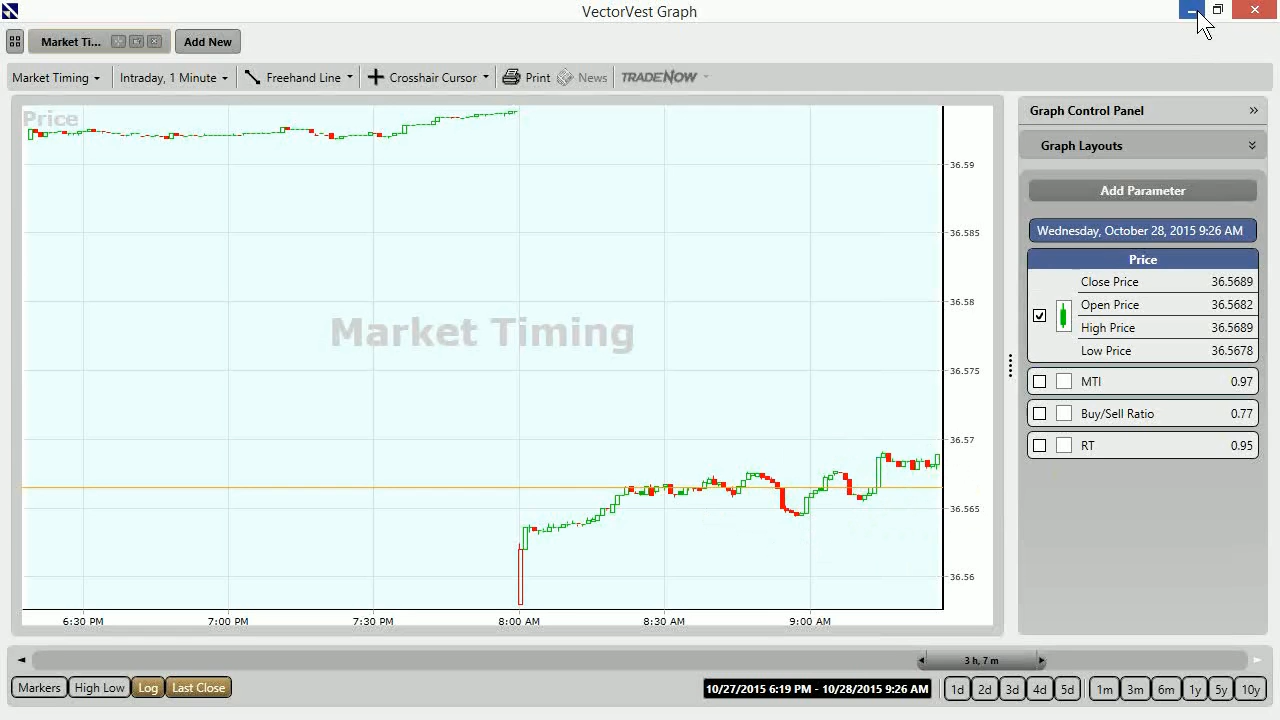 VectorVest Graph
Market Ti...
Add New
Market Timing
Intraday, 1 Minute
Freehand Line
Crosshair Cursor
Print
News
TRADENOW
Price
Market Timing
36.59
36.585
36.58
36.575
36.57
36.565
36.56
6:30 PM
7:00 PM
7:30 PM
8:00 AM
8:30 AM
9:00 AM
Graph Control Panel
Graph Layouts
Add Parameter
Wednesday, October 28, 2015 9:26 AM
Price
Close Price 36.5689
Open Price 36.5682
High Price 36.5689
Low Price 36.5678
MTI 0.97
Buy/Sell Ratio 0.77
RT 0.95
3 h, 7 m
Markers
High Low
Log
Last Close
10/27/2015 6:19 PM - 10/28/2015 9:26 AM
1d
2d
3d
4d
5d
1m
3m
6m
1y
5y
10y